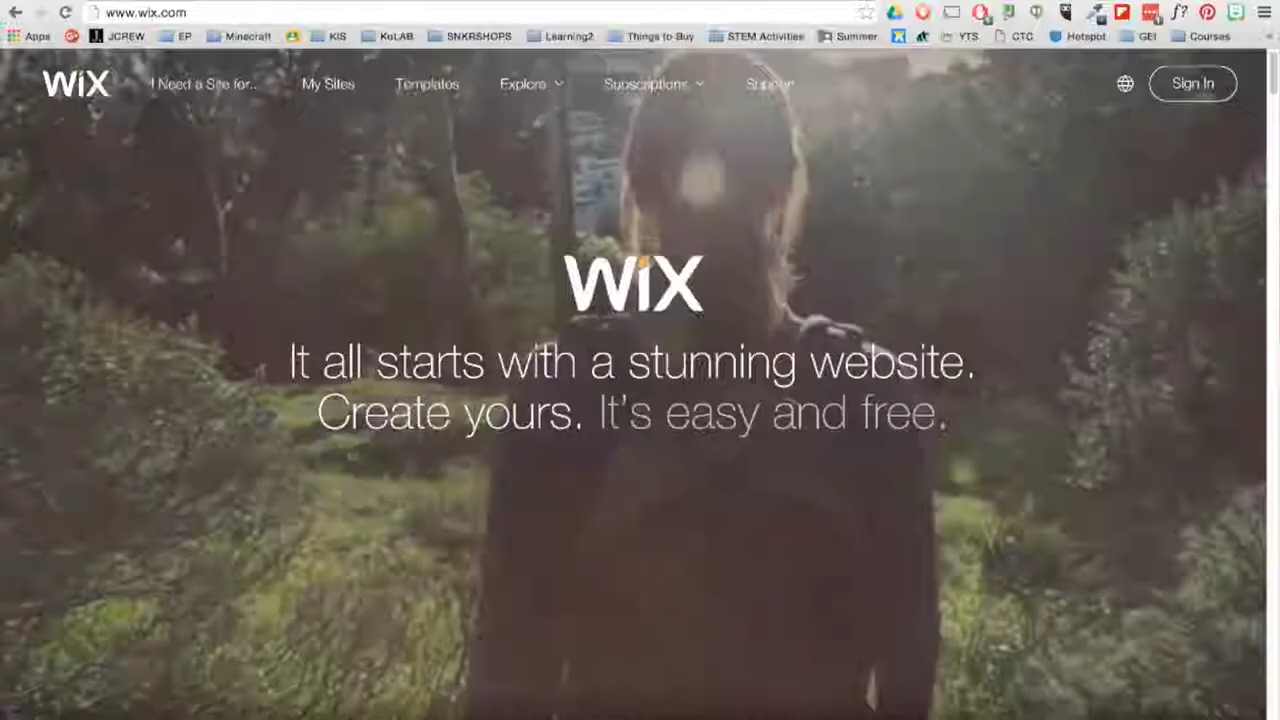 www.wix.com
Apps JCREW EP Minecraft KIS KoLAB SNKRSHOPS Learning2 Things to Buy STEM Activities Summer YTS CTC Hotspot GEI Courses
WiX I Need a Site for... My Sites Templates Explore Subscriptions Support Sign In
WiX
It all starts with a stunning website.
Create yours. It's easy and free.